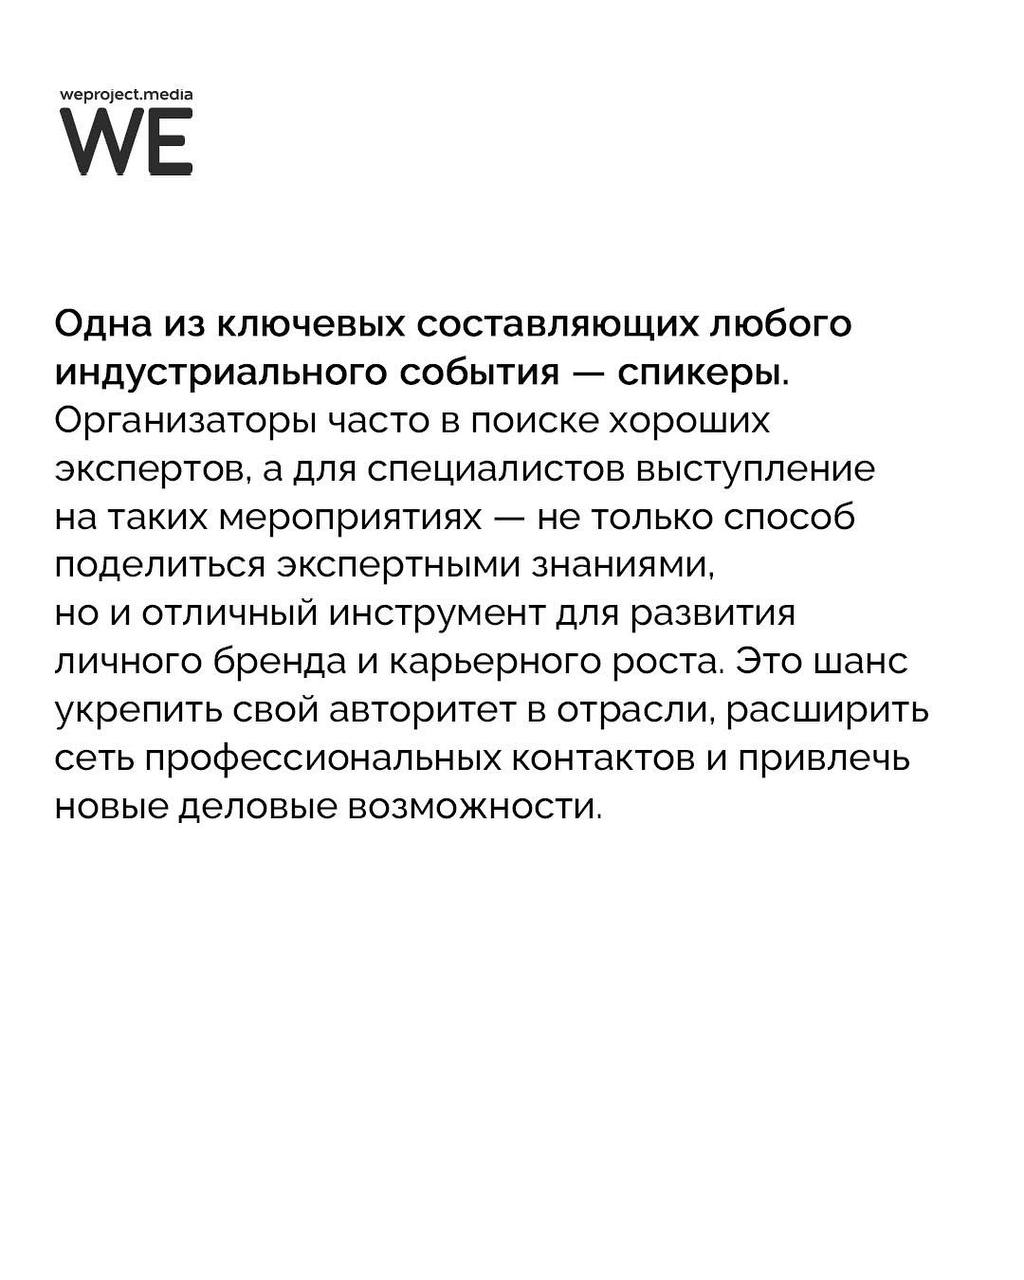 weproject.media
WE
Одна из ключевых составляющих любого
индустриального события — спикеры.
Организаторы часто в поиске хороших
экспертов, а для специалистов выступление
на таких мероприятиях — не только способ
поделиться экспертными знаниями,
но и отличный инструмент для развития
личного бренда и карьерного роста. Это шанс
укрепить свой авторитет в отрасли, расширить
сеть профессиональных контактов и привлечь
новые деловые возможности.